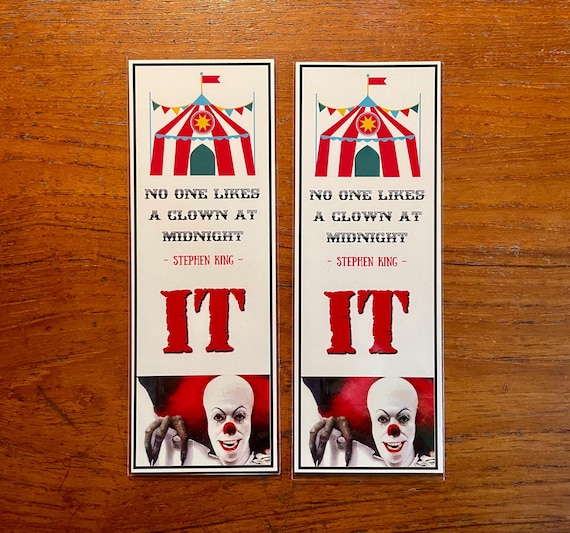 NO ONE LIKES
A CLOWN AT
MIDNIGHT
- STEPHEN KING -
IT
NO ONE LIKES
A CLOWN AT
MIDNIGHT
- STEPHEN KING -
IT